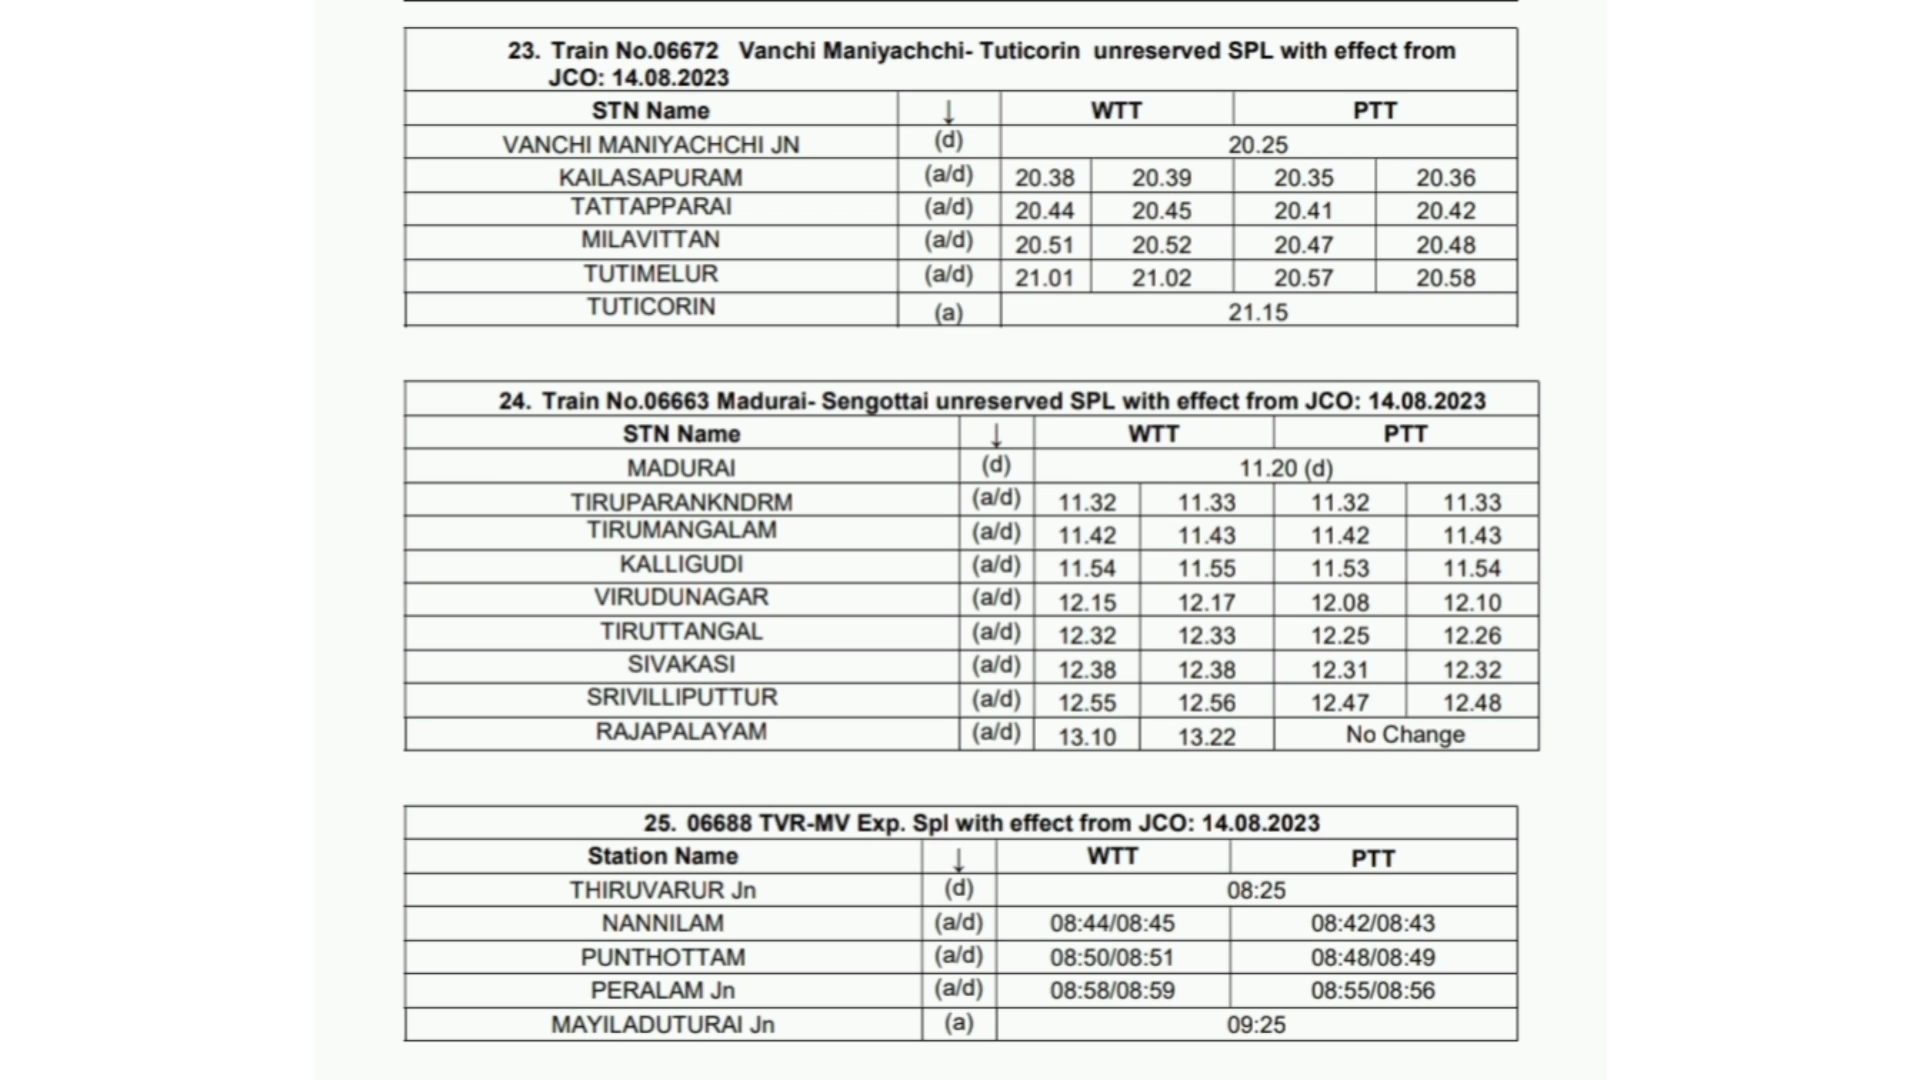 23. Train No.06672 Vanchi Maniyachchi- Tuticorin unreserved SPL with effect from
JCO: 14.08.2023
STN Name ↓ WTT PTT
VANCHI MANIYACHCHI JN (d) 20.25
KAILASAPURAM (a/d) 20.38 20.39 20.35 20.36
TATTAPPARAI (a/d) 20.44 20.45 20.41 20.42
MILAVITTAN (a/d) 20.51 20.52 20.47 20.48
TUTIMELUR (a/d) 21.01 21.02 20.57 20.58
TUTICORIN (a) 21.15
24. Train No.06663 Madurai- Sengottai unreserved SPL with effect from JCO: 14.08.2023
STN Name ↓ WTT PTT
MADURAI (d) 11.20 (d)
TIRUPARANKNDRM (a/d) 11.32 11.33 11.32 11.33
TIRUMANGALAM (a/d) 11.42 11.43 11.42 11.43
KALLIGUDI (a/d) 11.54 11.55 11.53 11.54
VIRUDUNAGAR (a/d) 12.15 12.17 12.08 12.10
TIRUTTANGAL (a/d) 12.32 12.33 12.25 12.26
SIVAKASI (a/d) 12.38 12.38 12.31 12.32
SRIVILLIPUTTUR (a/d) 12.55 12.56 12.47 12.48
RAJAPALAYAM (a/d) 13.10 13.22 No Change
25. 06688 TVR-MV Exp. Spl with effect from JCO: 14.08.2023
Station Name ↓ WTT PTT
THIRUVARUR Jn (d) 08:25
NANNILAM (a/d) 08:44/08:45 08:42/08:43
PUNTHOTTAM (a/d) 08:50/08:51 08:48/08:49
PERALAM Jn (a/d) 08:58/08:59 08:55/08:56
MAYILADUTURAI Jn (a) 09:25